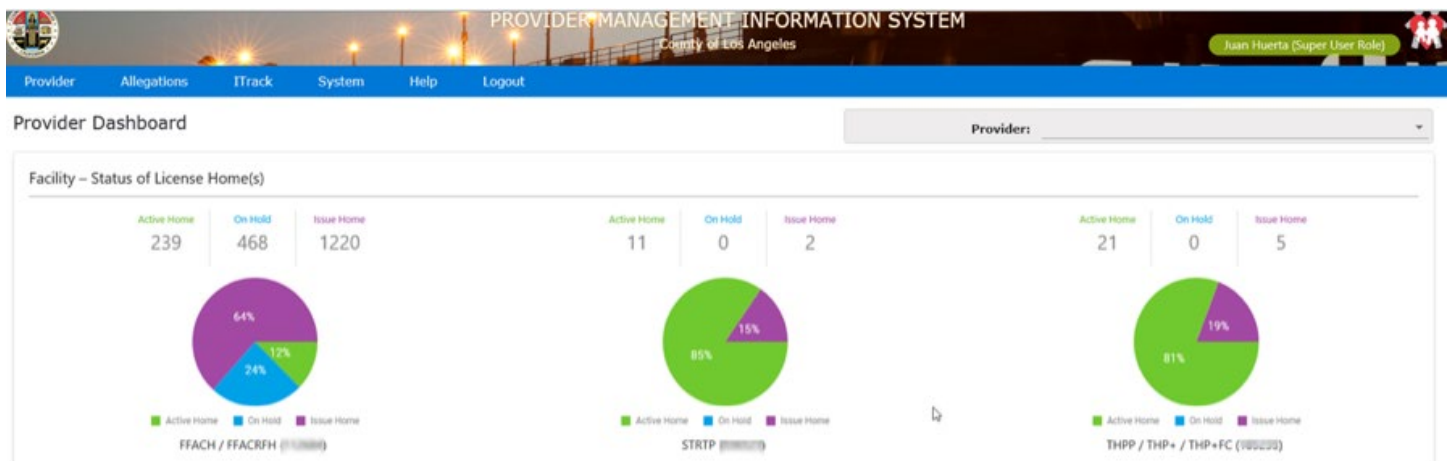 PROVIDER MANAGEMENT INFORMATION SYSTEM
County of Los Angeles
Juan Huerta (Super User Role)
Provider Allegations ITrack System Help Logout
Provider Dashboard
Provider:
Facility – Status of License Home(s)
Active Home On Hold Issue Home
239 468 1220
Active Home On Hold Issue Home
11 0 2
Active Home On Hold Issue Home
21 0 5
64%
12%
24%
15%
85%
19%
81%
Active Home On Hold Issue Home
Active Home On Hold Issue Home
Active Home On Hold Issue Home
FFACH / FFACRFH
STRTP
THPP / THP+ / THP+FC